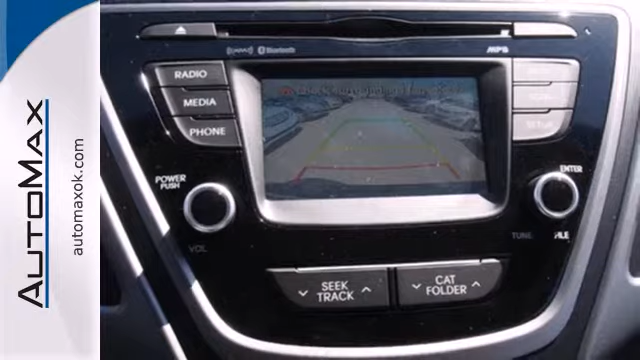 AUTOMAX
automaxok.com
Bluetooth
MP3
RADIO
MEDIA
PHONE
SETUP
POWER
PUSH
VOL
ENTER
TUNE
FILE
SEEK
TRACK
CAT
FOLDER